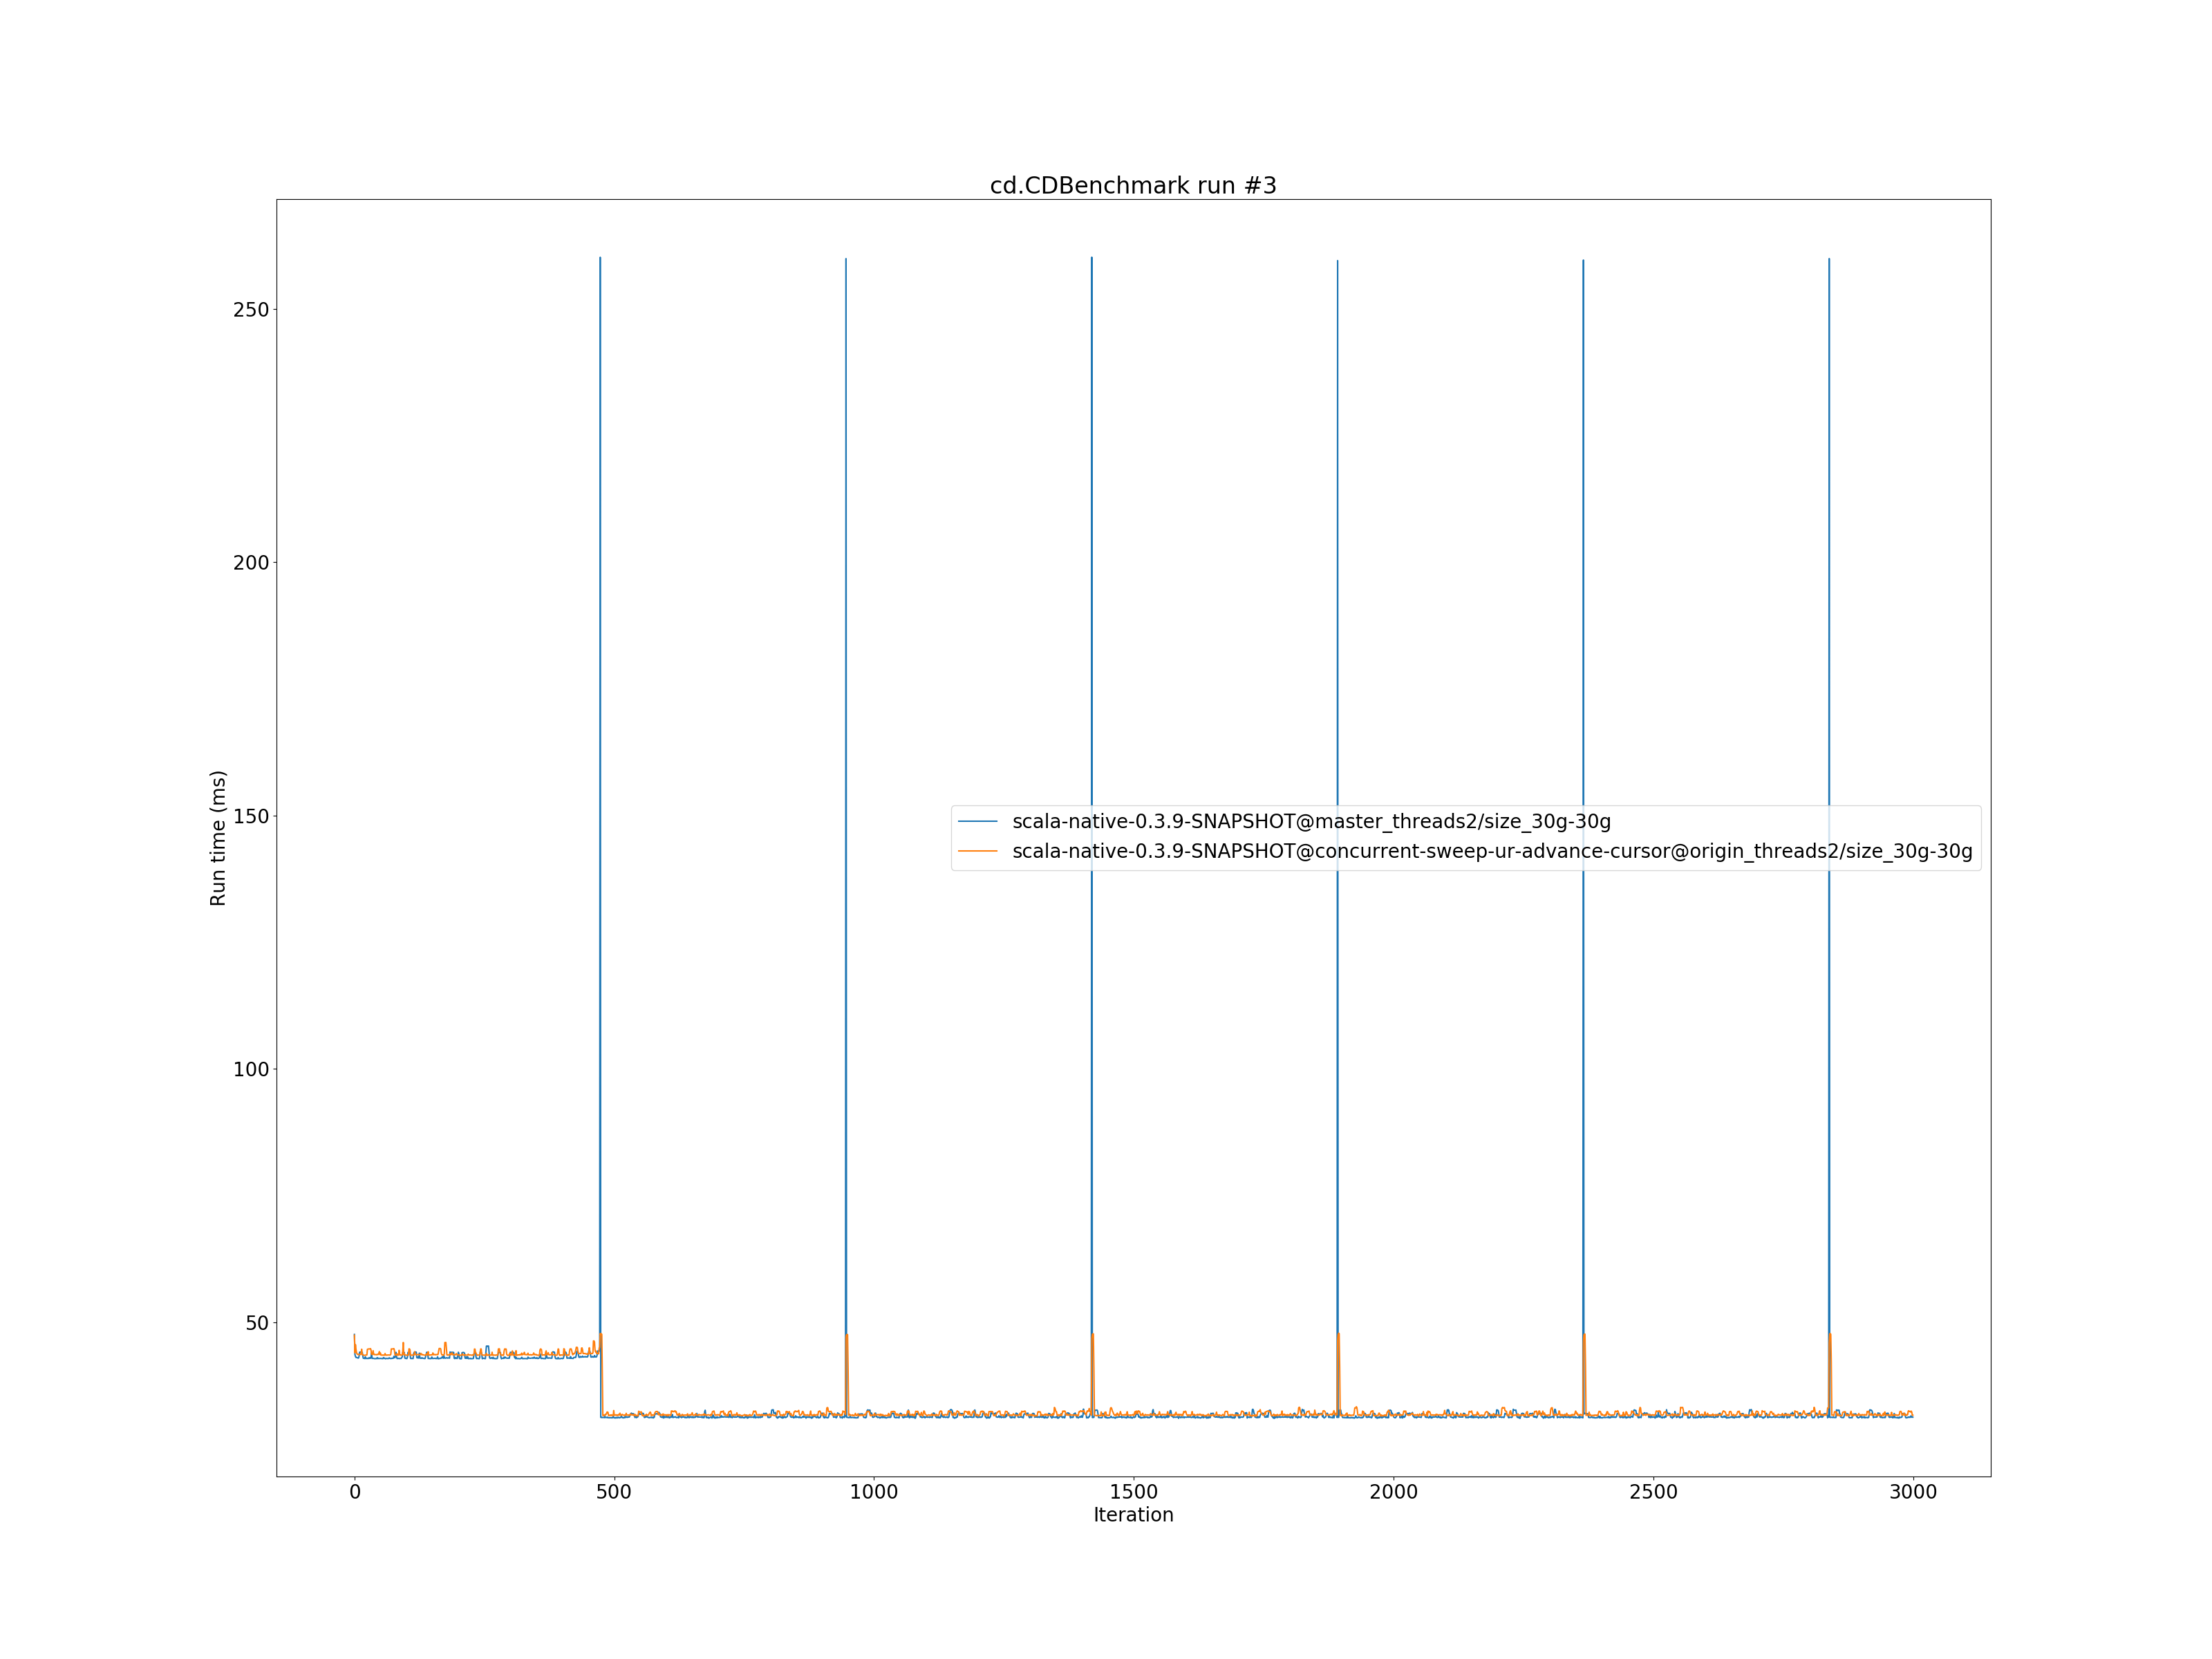 cd.CDBenchmark run #3
250
200
150
100
50
Run time (ms)
scala-native-0.3.9-SNAPSHOT@master_threads2/size_30g-30g
scala-native-0.3.9-SNAPSHOT@concurrent-sweep-ur-advance-cursor@origin_threads2/size_30g-30g
0 500 1000 1500 2000 2500 3000
Iteration